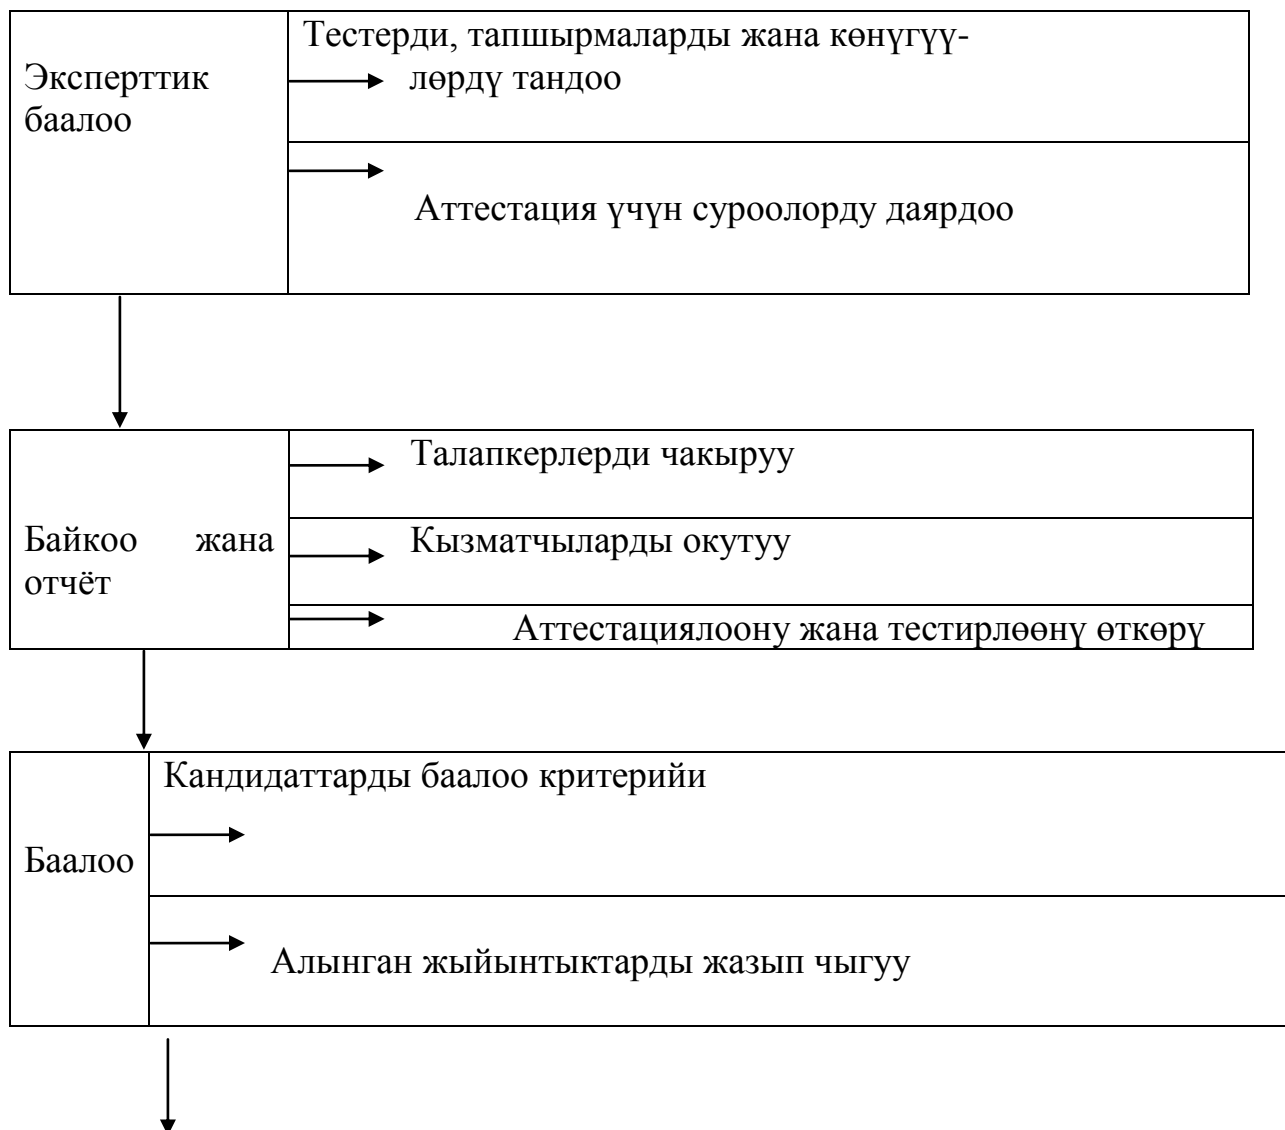 Эксперттик
баалоо
Тестерди, тапшырмаларды жана көнүгүү-
лөрдү тандоо
Аттестация үчүн суроолорду даярдоо
Байкоо жана
отчёт
Талапкерлерди чакыруу
Кызматчыларды окутуу
Аттестациялоону жана тестирлөөнү өткөрү
Баалоо
Кандидаттарды баалоо критерийи
Алынган жыйынтыктарды жазып чыгуу